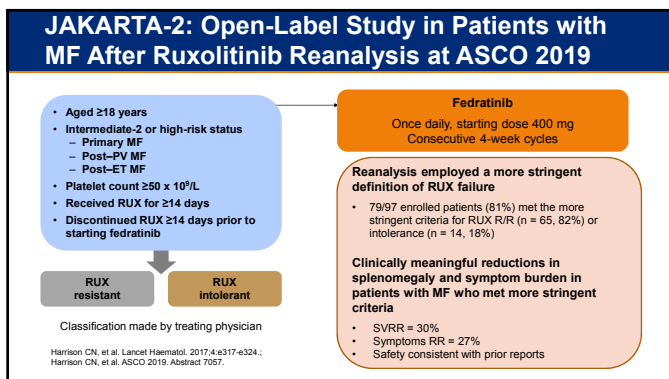 JAKARTA-2: Open-Label Study in Patients with
MF After Ruxolitinib Reanalysis at ASCO 2019
• Aged ≥18 years
• Intermediate-2 or high-risk status
– Primary MF
– Post–PV MF
– Post–ET MF
• Platelet count ≥50 x 10⁹/L
• Received RUX for ≥14 days
• Discontinued RUX ≥14 days prior to
starting fedratinib
RUX
resistant
RUX
intolerant
Classification made by treating physician
Harrison CN, et al. Lancet Haematol. 2017;4:e317-e324.;
Harrison CN, et al. ASCO 2019. Abstract 7057.
Fedratinib
Once daily, starting dose 400 mg
Consecutive 4-week cycles
Reanalysis employed a more stringent
definition of RUX failure
• 79/97 enrolled patients (81%) met the more
stringent criteria for RUX R/R (n = 65, 82%) or
intolerance (n = 14, 18%)
Clinically meaningful reductions in
splenomegaly and symptom burden in
patients with MF who met more stringent
criteria
• SVRR = 30%
• Symptoms RR = 27%
• Safety consistent with prior reports